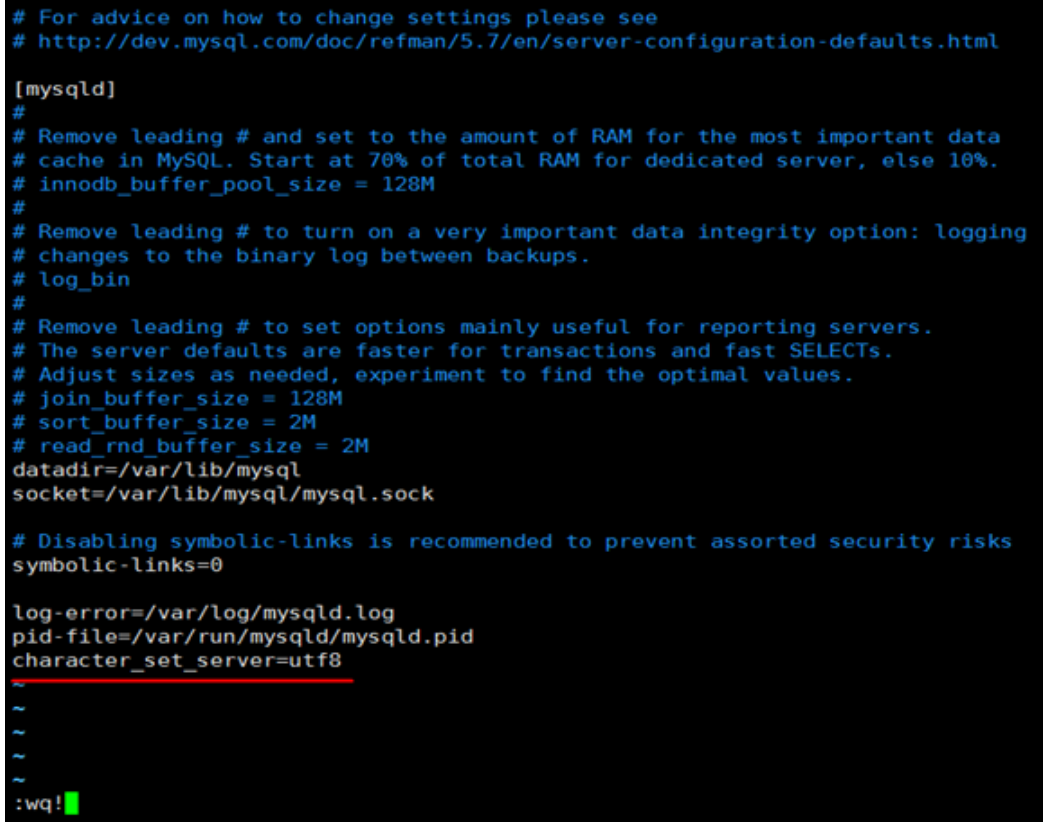 # For advice on how to change settings please see
# http://dev.mysql.com/doc/refman/5.7/en/server-configuration-defaults.html
[mysqld]
#
# Remove leading # and set to the amount of RAM for the most important data
# cache in MySQL. Start at 70% of total RAM for dedicated server, else 10%.
# innodb_buffer_pool_size = 128M
#
# Remove leading # to turn on a very important data integrity option: logging
# changes to the binary log between backups.
# log_bin
#
# Remove leading # to set options mainly useful for reporting servers.
# The server defaults are faster for transactions and fast SELECTs.
# Adjust sizes as needed, experiment to find the optimal values.
# join_buffer_size = 128M
# sort_buffer_size = 2M
# read_rnd_buffer_size = 2M
datadir=/var/lib/mysql
socket=/var/lib/mysql/mysql.sock
# Disabling symbolic-links is recommended to prevent assorted security risks
symbolic-links=0
log-error=/var/log/mysqld.log
pid-file=/var/run/mysqld/mysqld.pid
character_set_server=utf8
~
~
~
~
~
:wq!